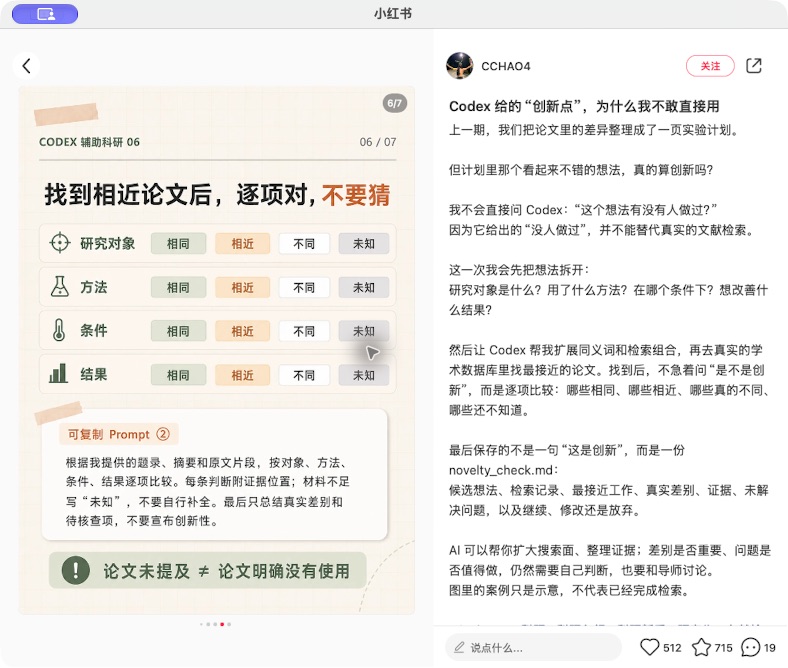 小红书
6/7
CODEX 辅助科研 06
06 / 07
找到相近论文后，逐项对，不要猜
研究对象 相同 相近 不同 未知
方法 相同 相近 不同 未知
条件 相同 相近 不同 未知
结果 相同 相近 不同 未知
可复制 Prompt ②
根据我提供的题录、摘要和原文片段，按对象、方法、
条件、结果逐项比较。每条判断附证据位置；材料不足
写“未知”，不要自行补全。最后只总结真实差别和
待核查项，不要宣布创新性。
! 论文未提及 ≠ 论文明确没有使用
CCHAO4
关注
Codex 给的“创新点”，为什么我不敢直接用
上一期，我们把论文里的差异整理成了一页实验计划。
但计划里那个看起来不错的想法，真的算创新吗？
我不会直接问 Codex：“这个想法有没有人做过？”
因为它给出的“没人做过”，并不能替代真实的文献检索。
这一次我会先把想法拆开：
研究对象是什么？用了什么方法？在哪个条件下？想改善什
么结果？
然后让 Codex 帮我扩展同义词和检索组合，再去真实的学
术数据库里找最接近的论文。找到后，不急着问“是不是创
新”，而是逐项比较：哪些相同、哪些相近、哪些真的不同、
哪些还不知道。
最后保存的不是一句“这是创新”，而是一份
novelty_check.md：
候选想法、检索记录、最接近工作、真实差别、证据、未解
决问题，以及继续、修改还是放弃。
AI 可以帮你扩大搜索面、整理证据；差别是否重要、问题是
否值得做，仍然需要自己判断，也要和导师讨论。
图里的案例只是示意，不代表已经完成检索。
说点什么...
512
715
19